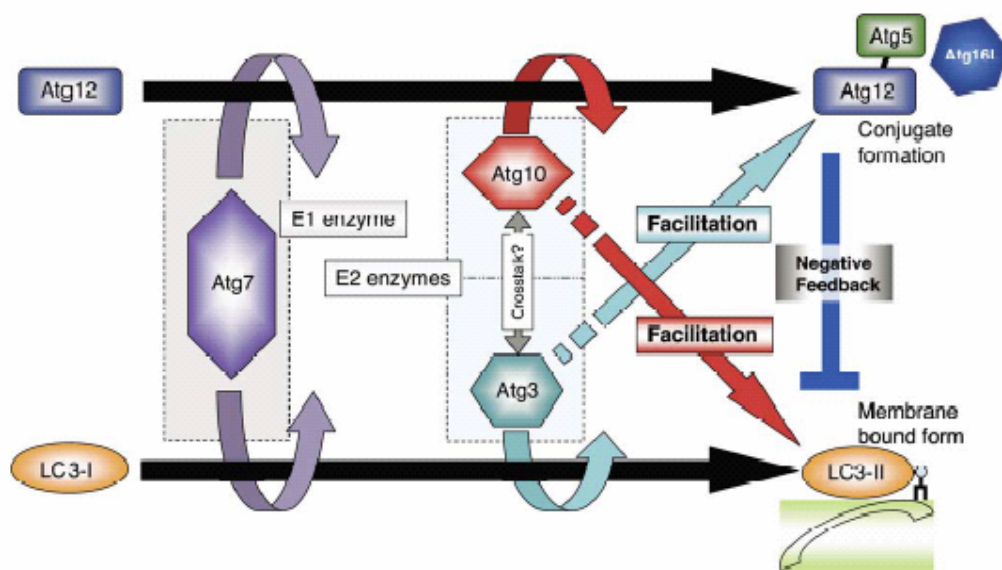 Atg5
Atg16L
Atg12
Atg12
Conjugate
formation
Atg10
E1 enzyme
Facilitation
Atg7
E2 enzymes
Crosstalk?
Negative
Feedback
Facilitation
Atg3
Membrane
bound form
LC3-I
LC3-II